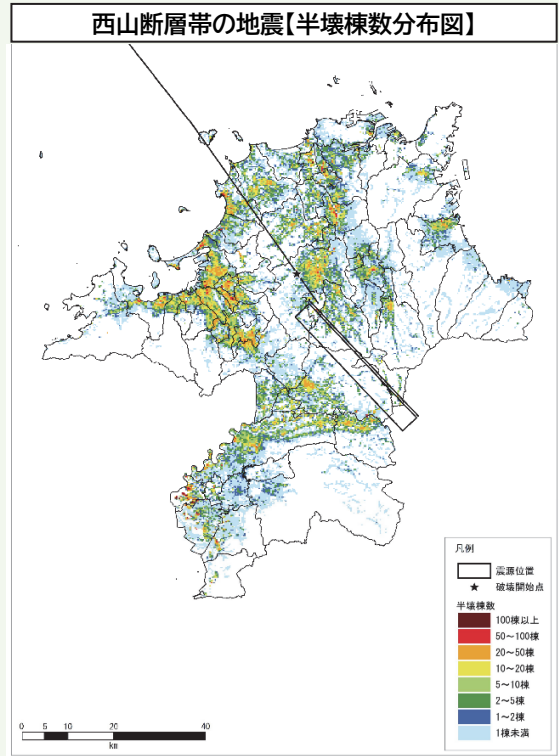 西山断層帯の地震【半壊棟数分布図】
凡例
震源位置
★ 破壊開始点
半壊棟数
100棟以上
50～100棟
20～50棟
10～20棟
5～10棟
2～5棟
1～2棟
1棟未満
0 5 10 20 40
km